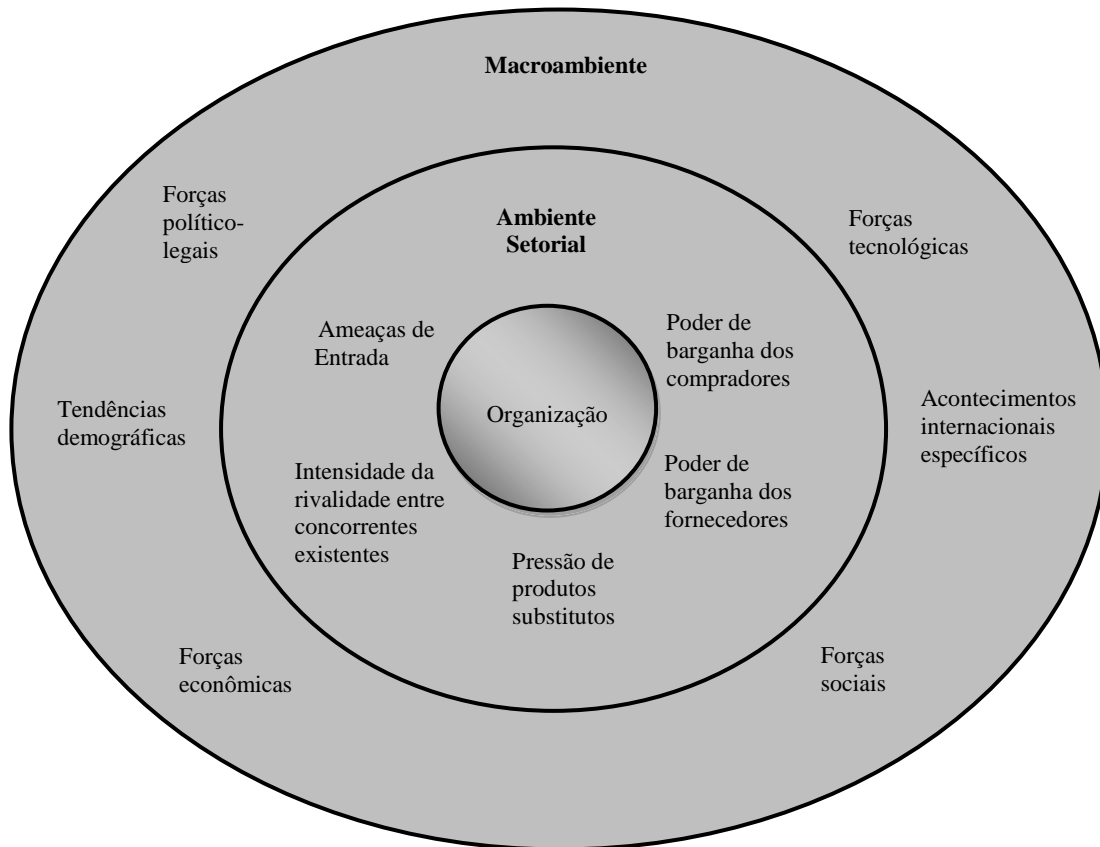 Macroambiente
Forças
político-
legais
Forças
tecnológicas
Ambiente
Setorial
Ameaças de
Entrada
Poder de
barganha dos
compradores
Organização
Tendências
demográficas
Acontecimentos
internacionais
específicos
Intensidade da
rivalidade entre
concorrentes
existentes
Poder de
barganha dos
fornecedores
Pressão de
produtos
substitutos
Forças
econômicas
Forças
sociais